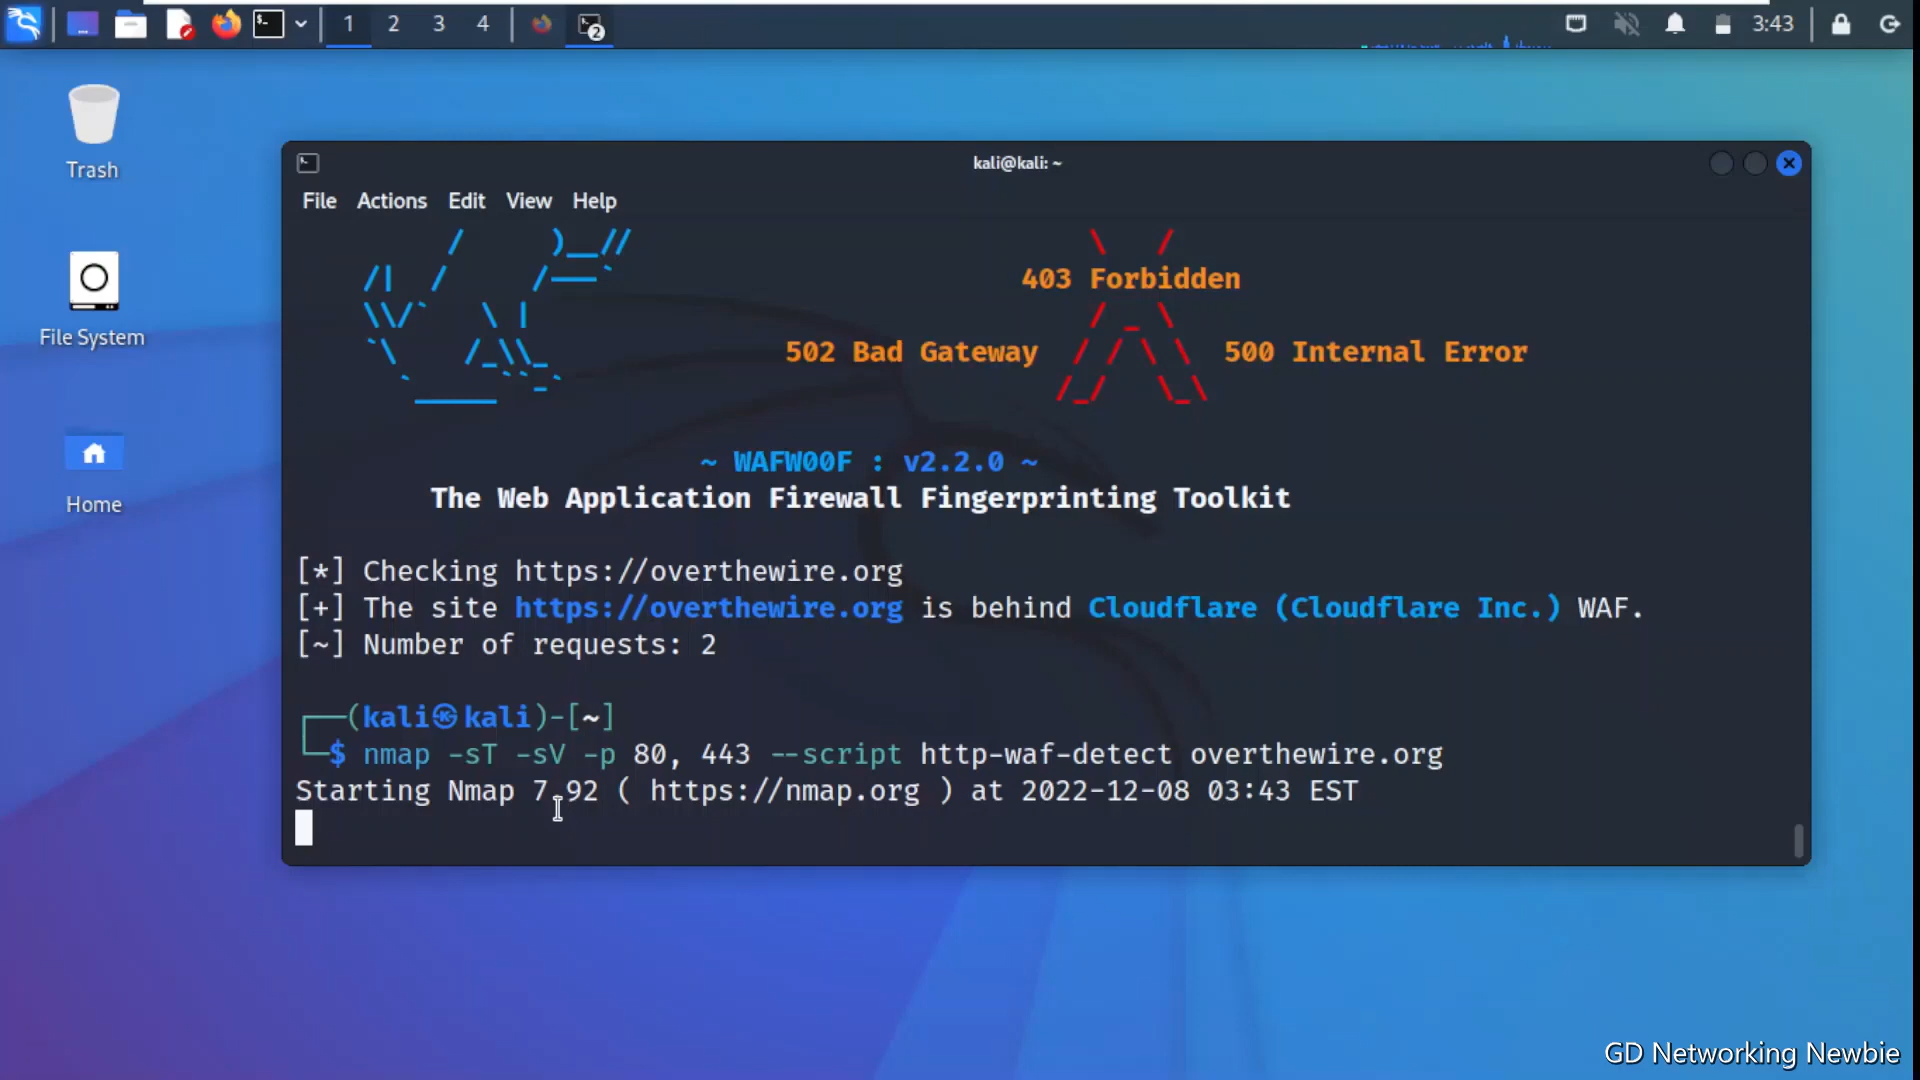 1 2 3 4
2
3:43
Trash
File System
Home
kali@kali: ~
File Actions Edit View Help
403 Forbidden
502 Bad Gateway
500 Internal Error
~ WAFW00F : v2.2.0 ~
The Web Application Firewall Fingerprinting Toolkit
[*] Checking https://overthewire.org
[+] The site https://overthewire.org is behind Cloudflare (Cloudflare Inc.) WAF.
[~] Number of requests: 2
┌──(kali㉿kali)-[~]
└─$ nmap -sT -sV -p 80, 443 --script http-waf-detect overthewire.org
Starting Nmap 7.92 ( https://nmap.org ) at 2022-12-08 03:43 EST
GD Networking Newbie